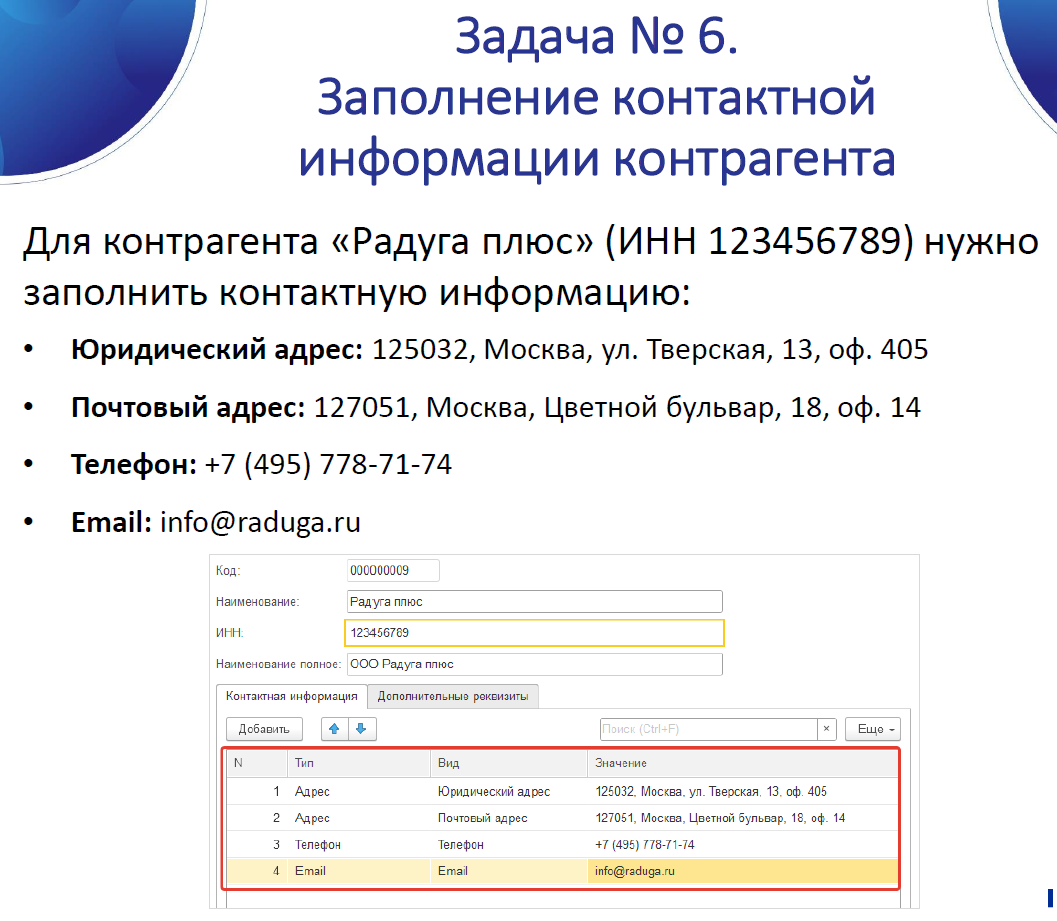 Задача № 6.
Заполнение контактной
информации контрагента
Для контрагента «Радуга плюс» (ИНН 123456789) нужно
заполнить контактную информацию:
• Юридический адрес: 125032, Москва, ул. Тверская, 13, оф. 405
• Почтовый адрес: 127051, Москва, Цветной бульвар, 18, оф. 14
• Телефон: +7 (495) 778-71-74
• Email: info@raduga.ru
Код: 000000009
Наименование: Радуга плюс
ИНН: 123456789
Наименование полное: ООО Радуга плюс
Контактная информация Дополнительные реквизиты
Добавить Поиск (Ctrl+F) × Еще
N Тип Вид Значение
1 Адрес Юридический адрес 125032, Москва, ул. Тверская, 13, оф. 405
2 Адрес Почтовый адрес 127051, Москва, Цветной бульвар, 18, оф. 14
3 Телефон Телефон +7 (495) 778-71-74
4 Email Email info@raduga.ru